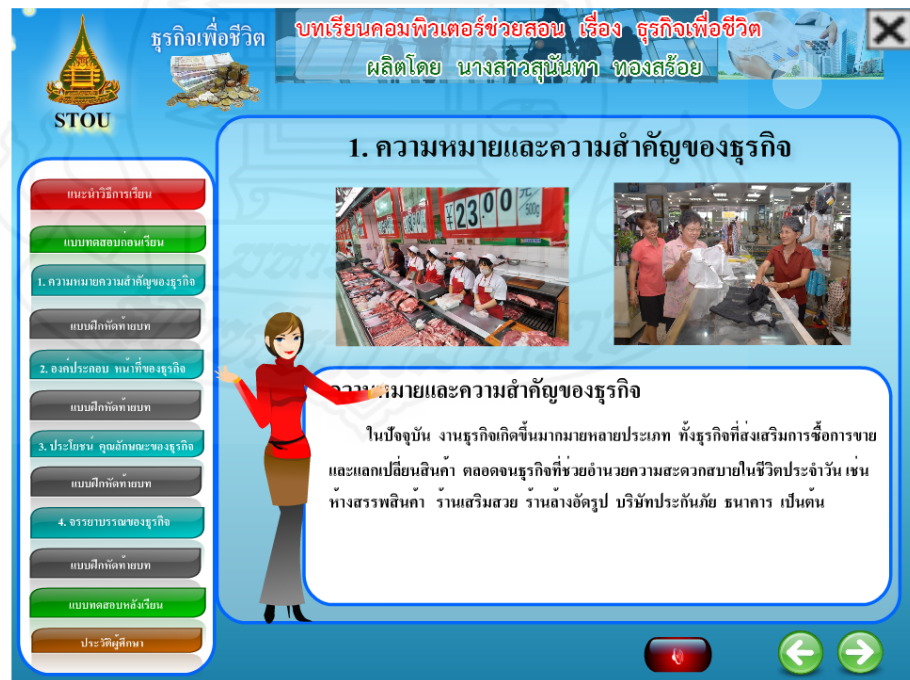 ธุรกิจเพื่อชีวิต
บทเรียนคอมพิวเตอร์ช่วยสอน เรื่อง ธุรกิจเพื่อชีวิต
ผลิตโดย นางสาวสุนันทา ทองสร้อย
STOU
แนะนำวิธีการเรียน
แบบทดสอบก่อนเรียน
1. ความหมายความสำคัญของธุรกิจ
แบบฝึกหัดท้ายบท
2. องค์ประกอบ หน้าที่ของธุรกิจ
แบบฝึกหัดท้ายบท
3. ประโยชน์ คุณลักษณะของธุรกิจ
แบบฝึกหัดท้ายบท
4. จรรยาบรรณของธุรกิจ
แบบฝึกหัดท้ายบท
แบบทดสอบหลังเรียน
ประวัติผู้ศึกษา
1. ความหมายและความสำคัญของธุรกิจ
¥23.00 元
500g
ความหมายและความสำคัญของธุรกิจ
ในปัจจุบัน งานธุรกิจเกิดขึ้นมากมายหลายประเภท ทั้งธุรกิจที่ส่งเสริมการซื้อการขาย
และแลกเปลี่ยนสินค้า ตลอดจนธุรกิจที่ช่วยอำนวยความสะดวกสบายในชีวิตประจำวัน เช่น
ห้างสรรพสินค้า ร้านเสริมสวย ร้านล้างอัดรูป บริษัทประกันภัย ธนาคาร เป็นต้น